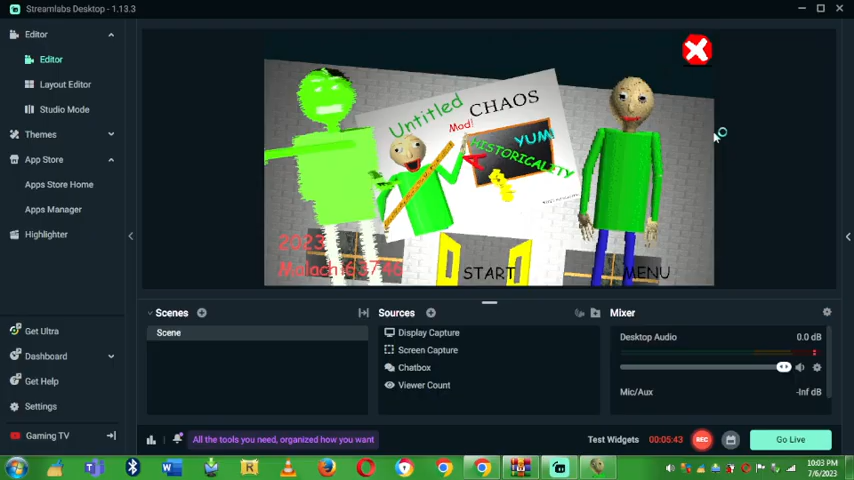 Streamlabs Desktop - 1.13.3
Editor
Editor
Layout Editor
Studio Mode
Themes
App Store
Apps Store Home
Apps Manager
Highlighter
Get Ultra
Dashboard
Get Help
Settings
Gaming TV
Untitled
CHAOS
Mod!
YUM
HISTORICALITY
A
2023
Malachi63746
START
MENU
Scenes
Scene
Sources
Display Capture
Screen Capture
Chatbox
Viewer Count
Mixer
Desktop Audio
0.0 dB
Mic/Aux
-Inf dB
All the tools you need, organized how you want
Test Widgets
00:05:43
REC
Go Live
10:03 PM
7/6/2023